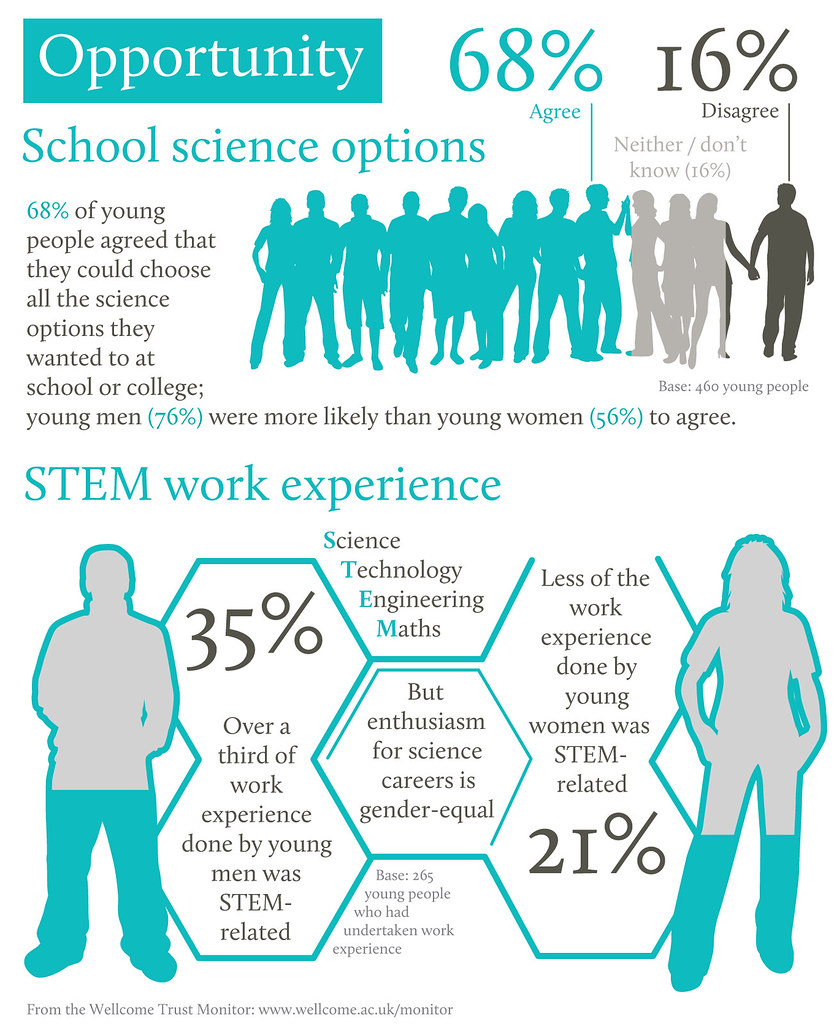 Opportunity
68%
Agree
16%
Disagree
Neither / don't
know (16%)
School science options
68% of young
people agreed that
they could choose
all the science
options they
wanted to at
school or college;
young men (76%) were more likely than young women (56%) to agree.
Base: 460 young people
STEM work experience
Science
Technology
Engineering
Maths
35%
Over a
third of
work
experience
done by young
men was
STEM-
related
But
enthusiasm
for science
careers is
gender-equal
Less of the
work
experience
done by
young
women was
STEM-
related
21%
Base: 265
young people
who had
undertaken work
experience
From the Wellcome Trust Monitor: www.wellcome.ac.uk/monitor